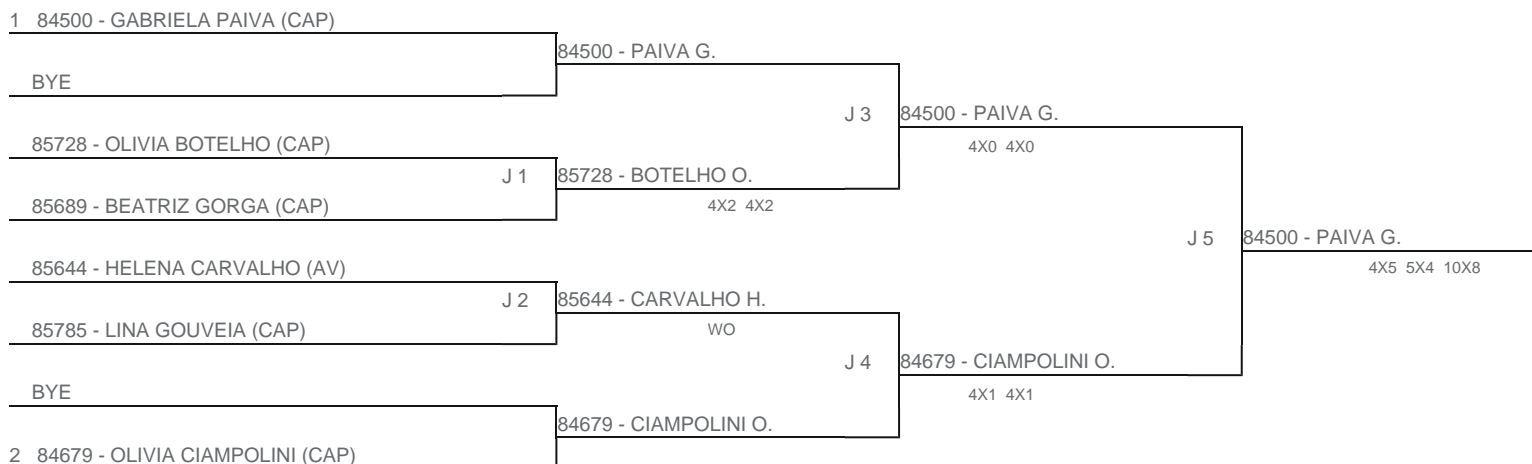 1 84500 - GABRIELA PAIVA (CAP)
84500 - PAIVA G.
BYE
J 3 84500 - PAIVA G.
85728 - OLIVIA BOTELHO (CAP)
4X0 4X0
J 1 85728 - BOTELHO O.
85689 - BEATRIZ GORGA (CAP)
4X2 4X2
J 5 84500 - PAIVA G.
85644 - HELENA CARVALHO (AV)
4X5 5X4 10X8
J 2 85644 - CARVALHO H.
85785 - LINA GOUVEIA (CAP)
WO
J 4 84679 - CIAMPOLINI O.
BYE
4X1 4X1
84679 - CIAMPOLINI O.
2 84679 - OLIVIA CIAMPOLINI (CAP)